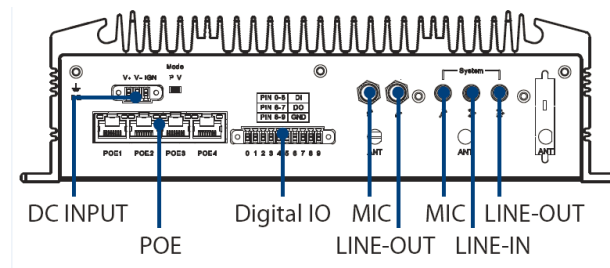 System
Mode
P V
V+ V- IGN
PIN 0-5 DI
PIN 6-7 DO
PIN 8-9 GND
POE1 POE2 POE3 POE4
0 1 2 3 4 5 6 7 8 9
ANT ANT ANT
DC INPUT Digital IO MIC MIC LINE-OUT
POE LINE-OUT LINE-IN